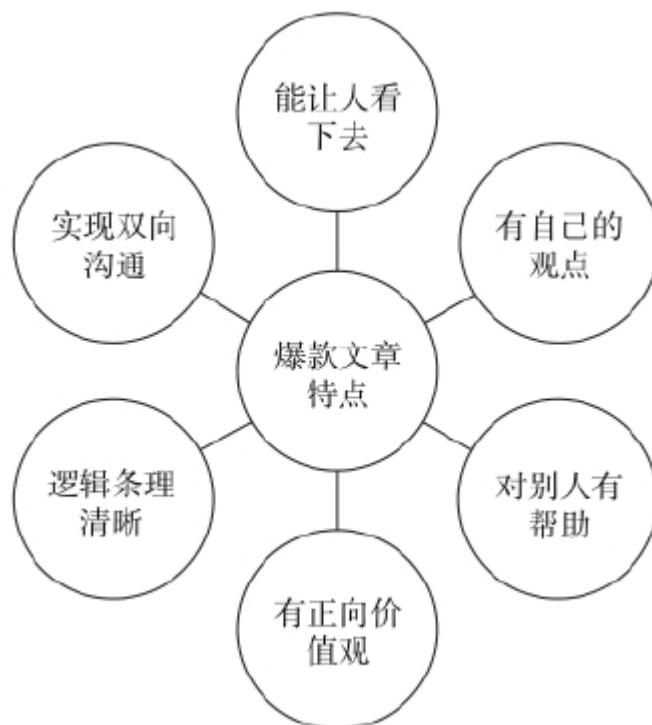 能让人看
下去
实现双向
沟通
有自己的
观点
爆款文章
特点
逻辑条理
清晰
对别人有
帮助
有正向价
值观